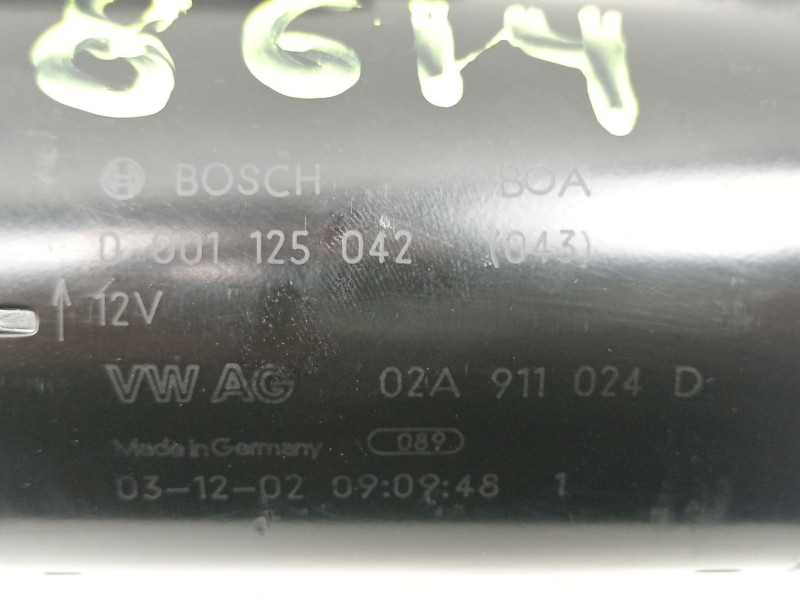 8614
BOSCH BOA
0 001 125 042 (043)
12V
VW AG 02A 911 024 D
Made in Germany 089
03-12-02 09:09:48 1